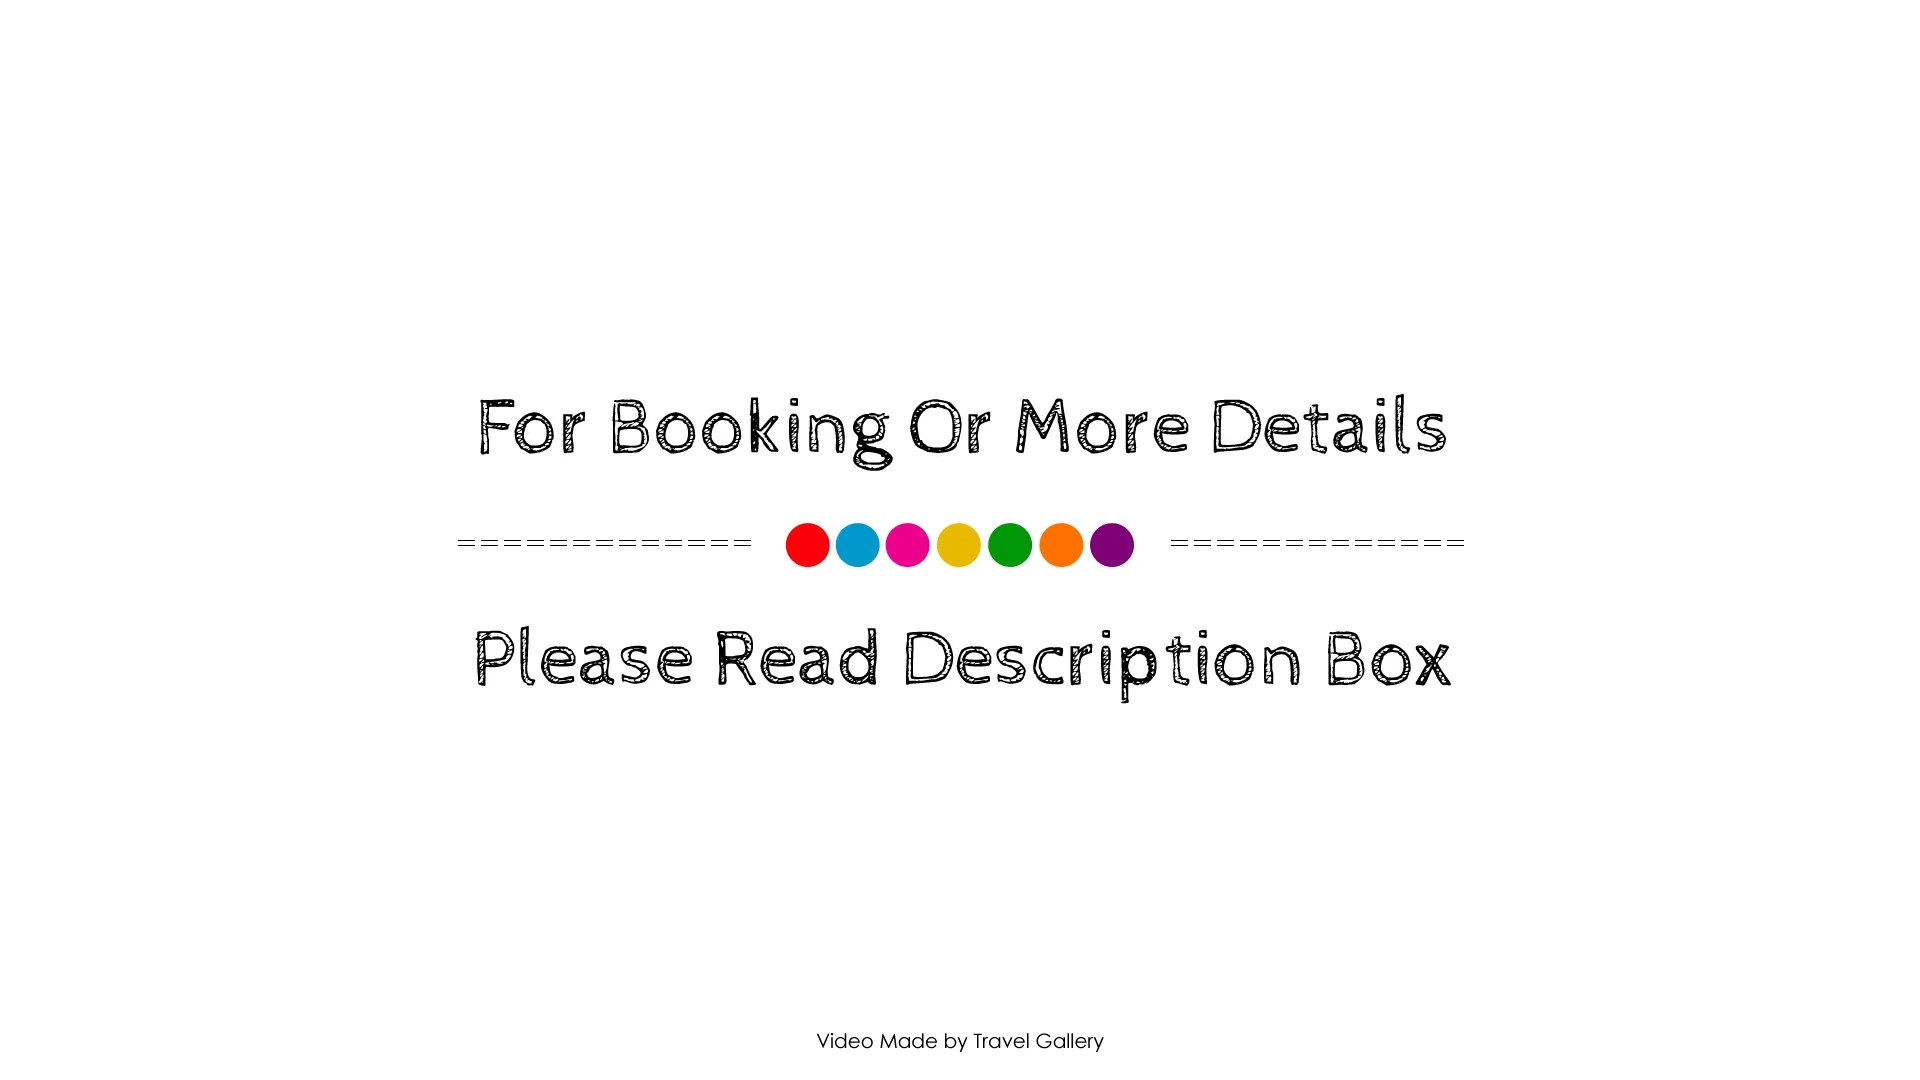 For Booking Or More Details
============= =============
Please Read Description Box
Video Made by Travel Gallery